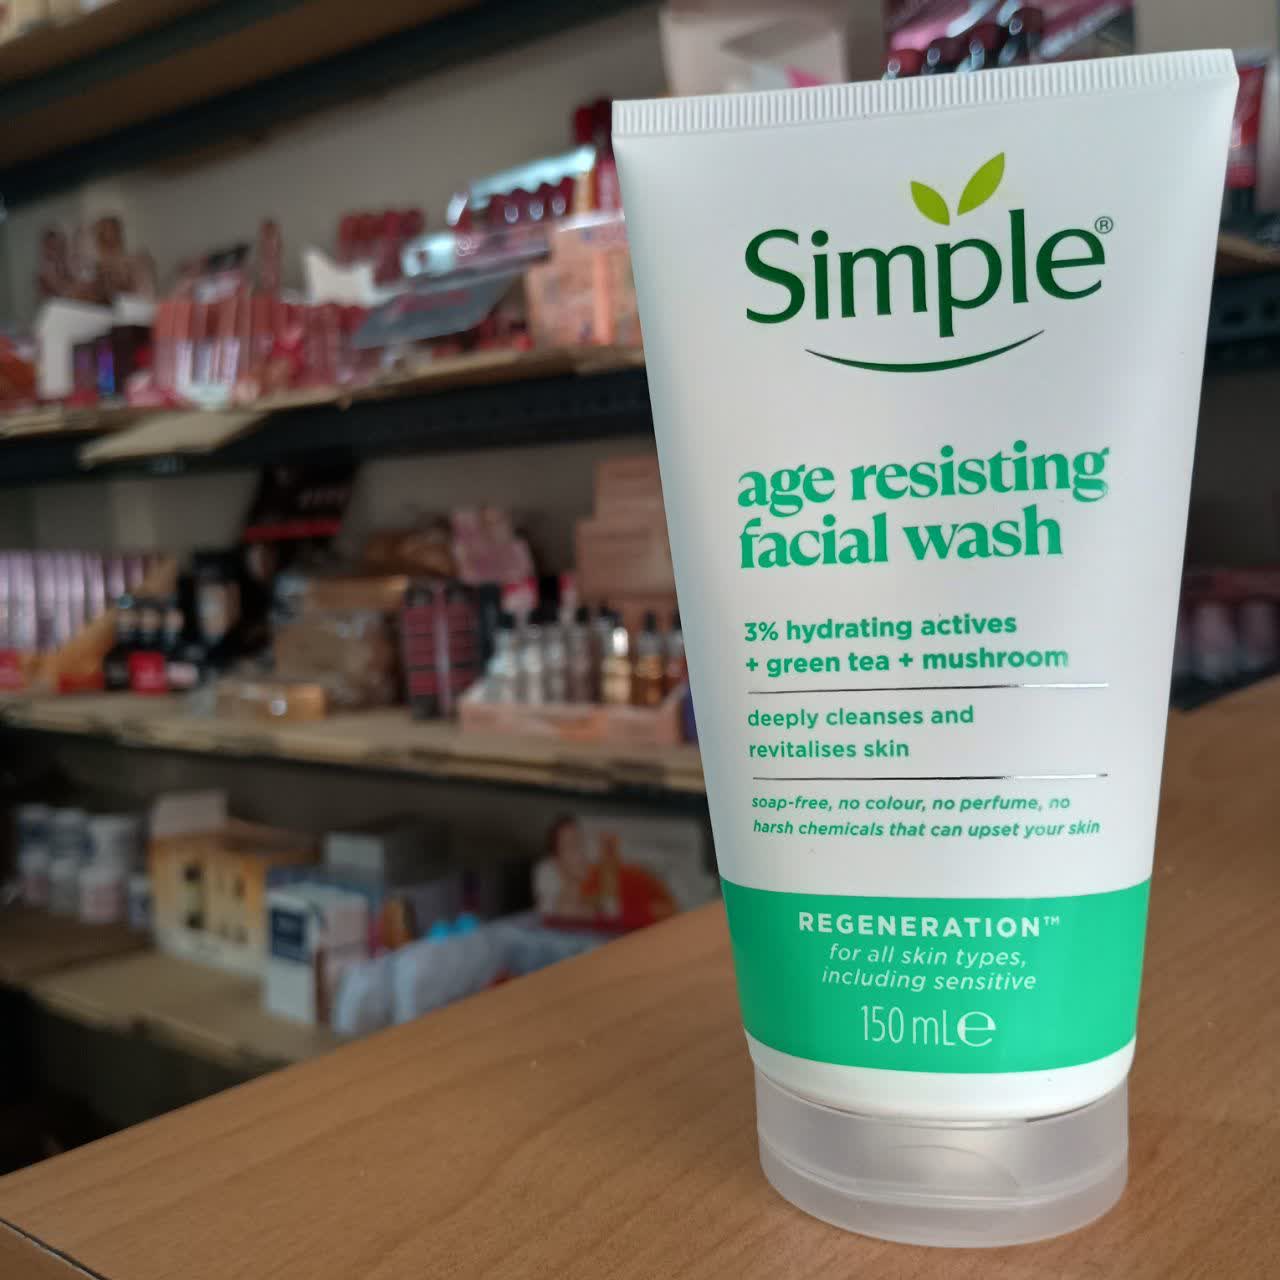 Simple®
age resisting
facial wash
3% hydrating actives
+ green tea + mushroom
deeply cleanses and
revitalises skin
soap-free, no colour, no perfume, no
harsh chemicals that can upset your skin
REGENERATION™
for all skin types,
including sensitive
150 mL ℮